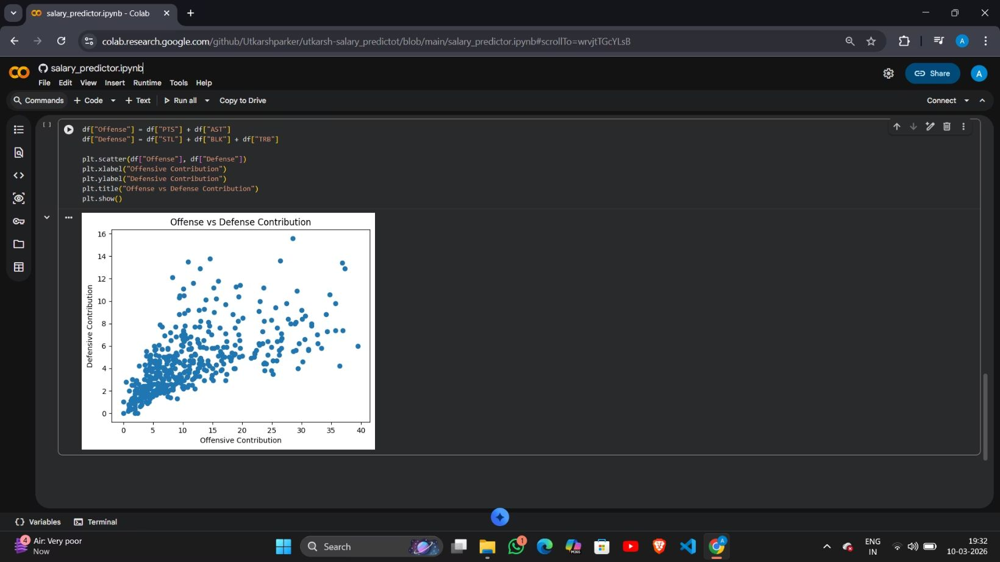 salary_predictor.ipynb - Colab
colab.research.google.com/github/Utkarshparker/utkarsh-salary_predictot/blob/main/salary_predictor.ipynb#scrollTo=wrvjtTGcYLsB
A
salary_predictor.ipynb
File Edit View Insert Runtime Tools Help
Share
A
Commands + Code + Text Run all Copy to Drive
Connect
[ ]
df["Offense"] = df["PTS"] + df["AST"]
df["Defense"] = df["STL"] + df["BLK"] + df["TRB"]
plt.scatter(df["Offense"], df["Defense"])
plt.xlabel("Offensive Contribution")
plt.ylabel("Defensive Contribution")
plt.title("Offense vs Defense Contribution")
plt.show()
Offense vs Defense Contribution
16
14
12
10
8
6
4
2
0
Defensive Contribution
0 5 10 15 20 25 30 35 40
Offensive Contribution
Variables Terminal
4
Air: Very poor
Now
Search
M365
1
A
ENG
IN
19:32
10-03-2026